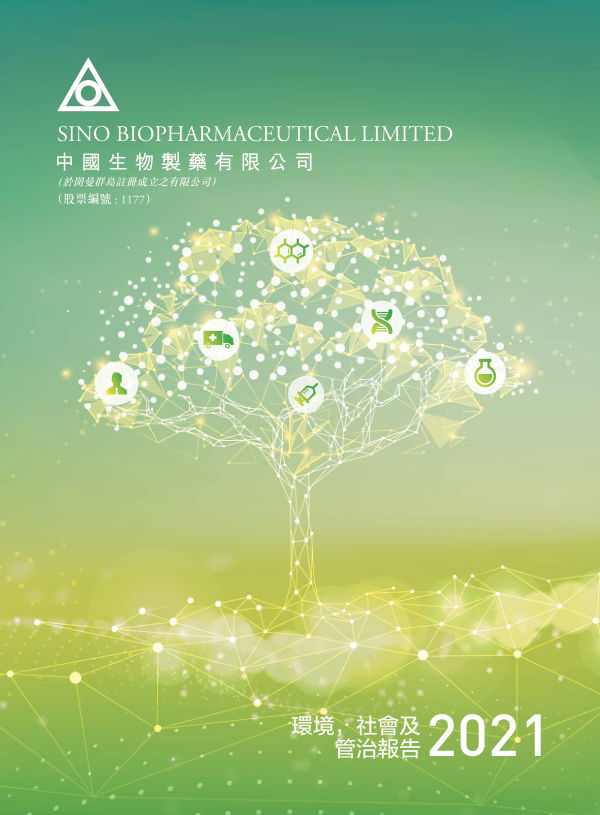 SINO BIOPHARMACEUTICAL LIMITED
中國生物製藥有限公司
(於開曼群島註冊成立之有限公司)
(股票編號 : 1177)
環境，社會及
管治報告 2021